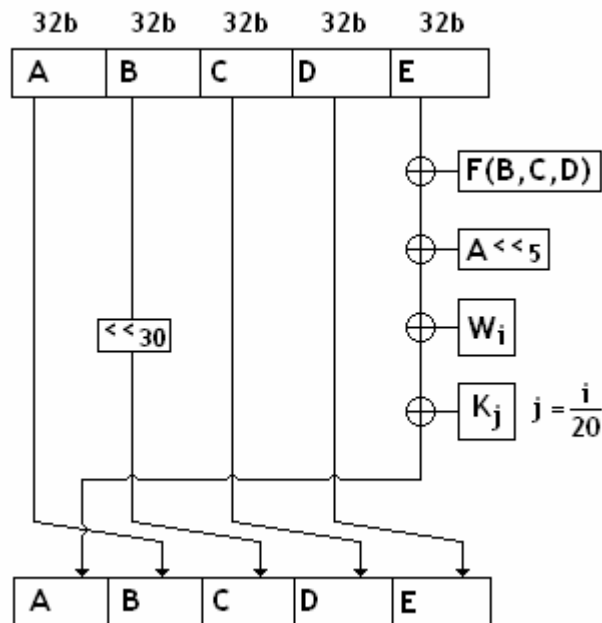 32b 32b 32b 32b 32b
A B C D E
F(B,C,D)
A<<5
<<30
Wi
Kj j = i/20
A B C D E